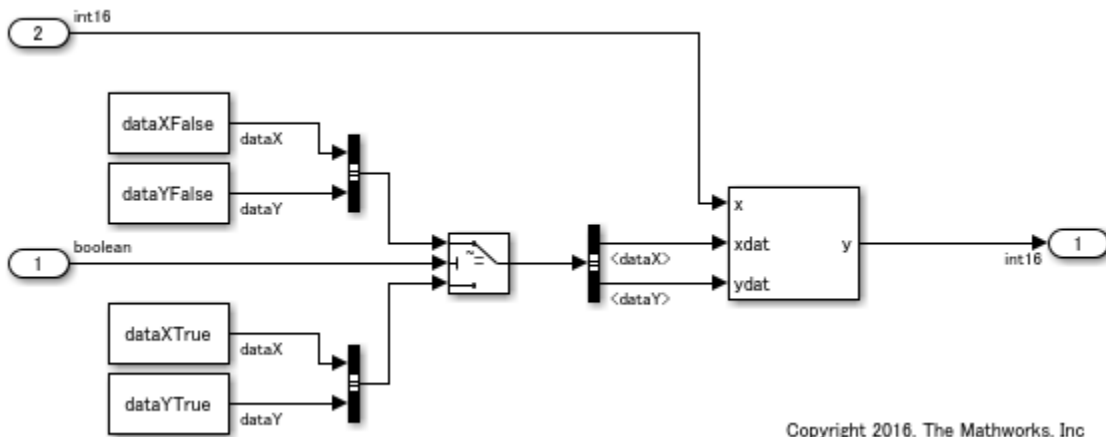 int16
2
dataXFalse
dataX
dataYFalse
dataY
boolean
1
~=
<dataX>
<dataY>
x
xdat
ydat
y
1
int16
dataXTrue
dataX
dataYTrue
dataY
Copyright 2016, The Mathworks, Inc